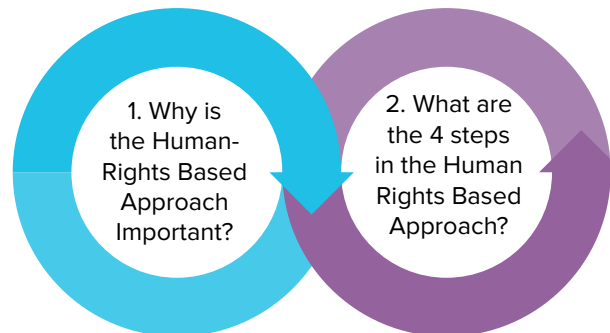 1. Why is
the Human-
Rights Based
Approach
Important?
2. What are
the 4 steps
in the Human
Rights Based
Approach?